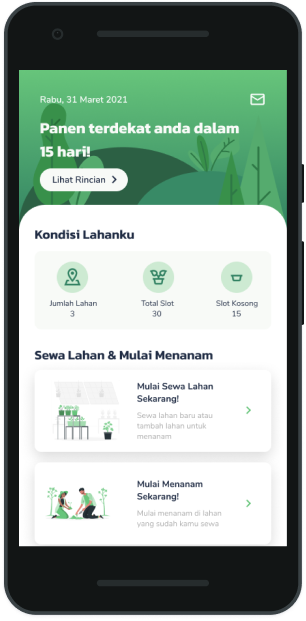 Rabu, 31 Maret 2021
Panen terdekat anda dalam
15 hari!
Lihat Rincian
Kondisi Lahanku
Jumlah Lahan
3
Total Slot
30
Slot Kosong
15
Sewa Lahan & Mulai Menanam
Mulai Sewa Lahan
Sekarang!
Sewa lahan baru atau
tambah lahan untuk
menanam
Mulai Menanam
Sekarang!
Mulai menanam di lahan
yang sudah kamu sewa